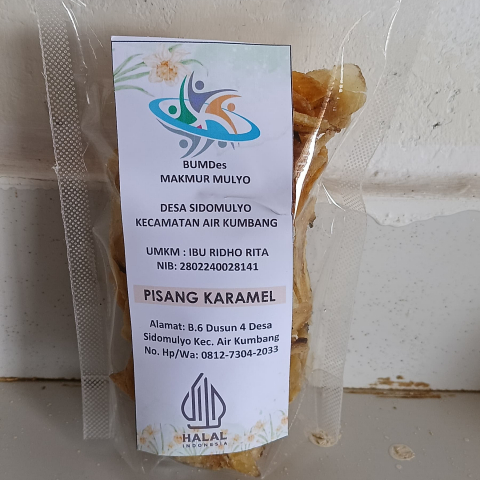 BUMDes
MAKMUR MULYO
DESA SIDOMULYO
KECAMATAN AIR KUMBANG
UMKM : IBU RIDHO RITA
NIB: 2802240028141
PISANG KARAMEL
Alamat: B.6 Dusun 4 Desa
Sidomulyo Kec. Air Kumbang
No. Hp/Wa: 0812-7304-2033
HALAL
INDONESIA